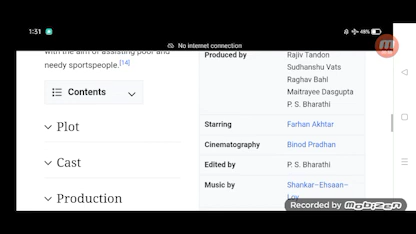 1:51
48%
No internet connection
with the aim of assisting poor and
needy sportspeople.[14]
Contents
Plot
Cast
Production
Produced by
Rajiv Tandon
Sudhanshu Vats
Raghav Bahl
Maitrayee Dasgupta
P. S. Bharathi
Starring
Farhan Akhtar
Cinematography
Binod Pradhan
Edited by
P. S. Bharathi
Music by
Shankar–Ehsaan–
Loy
Recorded by
Mobizen